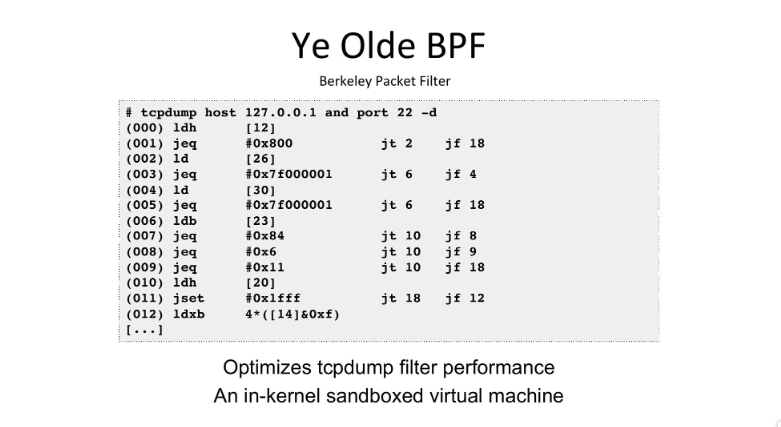 Ye Olde BPF
Berkeley Packet Filter
# tcpdump host 127.0.0.1 and port 22 -d
(000) ldh [12]
(001) jeq #0x800 jt 2 jf 18
(002) ld [26]
(003) jeq #0x7f000001 jt 6 jf 4
(004) ld [30]
(005) jeq #0x7f000001 jt 6 jf 18
(006) ldb [23]
(007) jeq #0x84 jt 10 jf 8
(008) jeq #0x6 jt 10 jf 9
(009) jeq #0x11 jt 10 jf 18
(010) ldh [20]
(011) jset #0x1fff jt 18 jf 12
(012) ldxb 4*([14]&0xf)
[...]
Optimizes tcpdump filter performance
An in-kernel sandboxed virtual machine